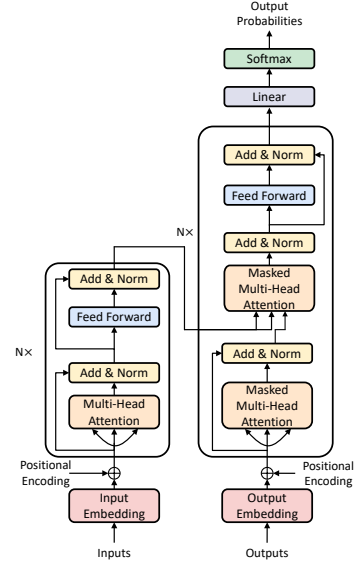 Output
Probabilities
Softmax
Linear
Add & Norm
Feed Forward
N×
Add & Norm
Masked
Multi-Head
Attention
Add & Norm
Masked
Multi-Head
Attention
Positional
Encoding
Output
Embedding
Outputs
Add & Norm
Feed Forward
N×
Add & Norm
Multi-Head
Attention
Positional
Encoding
Input
Embedding
Inputs